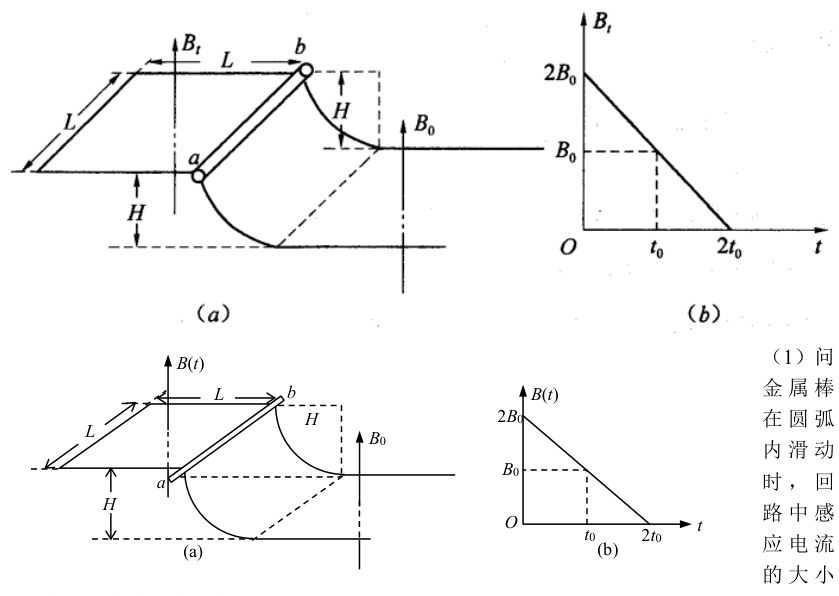 B_t
L
b
L
H
B_0
a
H
(a)
B_t
2B_0
B_0
O
t_0
2t_0
t
(b)
B(t)
L
b
L
H
B_0
a
H
(a)
B(t)
2B_0
B_0
O
t_0
2t_0
t
(b)
（1）问
金属棒
在圆弧
内滑动
时，回
路中感
应电流
的大小